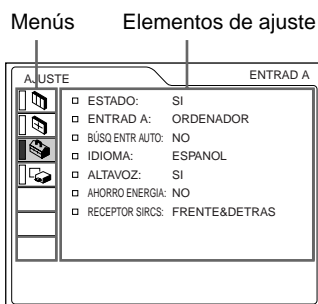 Menús Elementos de ajuste
AJUSTE ENTRAD A
ESTADO: SI
ENTRAD A: ORDENADOR
BÚSQ ENTR AUTO: NO
IDIOMA: ESPANOL
ALTAVOZ: SI
AHORRO ENERGIA: NO
RECEPTOR SIRCS: FRENTE&DETRAS